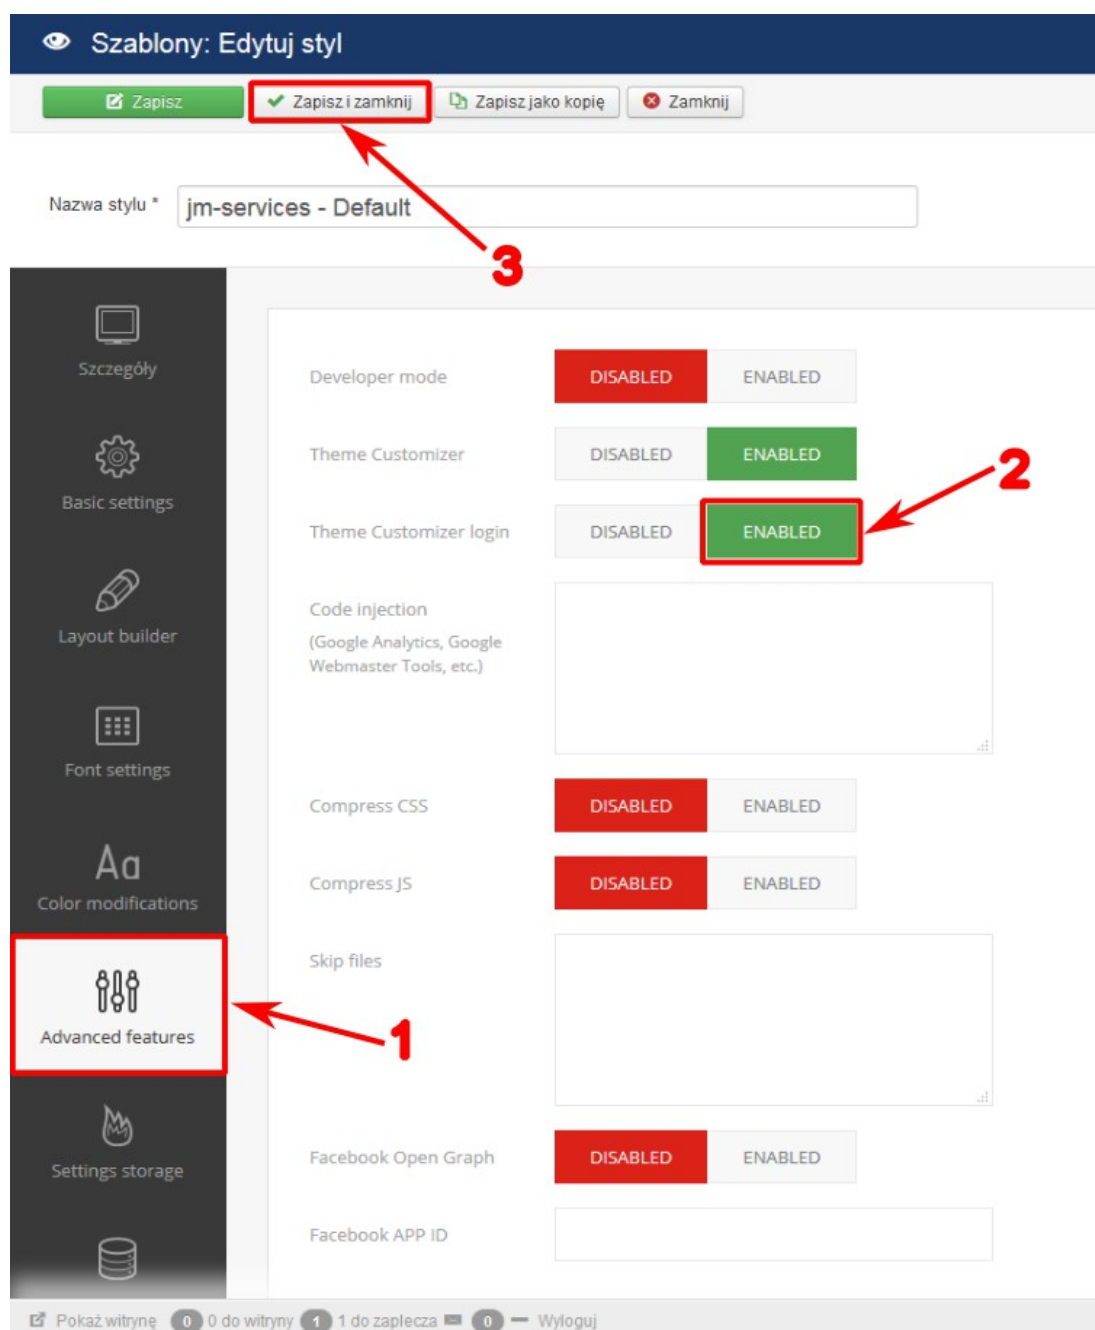 Szablony: Edytuj styl
Zapisz Zapisz i zamknij Zapisz jako kopię Zamknij
Nazwa stylu * jm-services - Default
3
Szczegóły
Developer mode DISABLED ENABLED
Theme Customizer DISABLED ENABLED
2
Basic settings
Theme Customizer login DISABLED ENABLED
Code injection
(Google Analytics, Google
Webmaster Tools, etc.)
Layout builder
Font settings
Compress CSS DISABLED ENABLED
Aa
Compress JS DISABLED ENABLED
Color modifications
Skip files
Advanced features
1
Facebook Open Graph DISABLED ENABLED
Settings storage
Facebook APP ID
Pokaż witrynę 0 0 do witryny 1 1 do zaplecza 0 Wyloguj